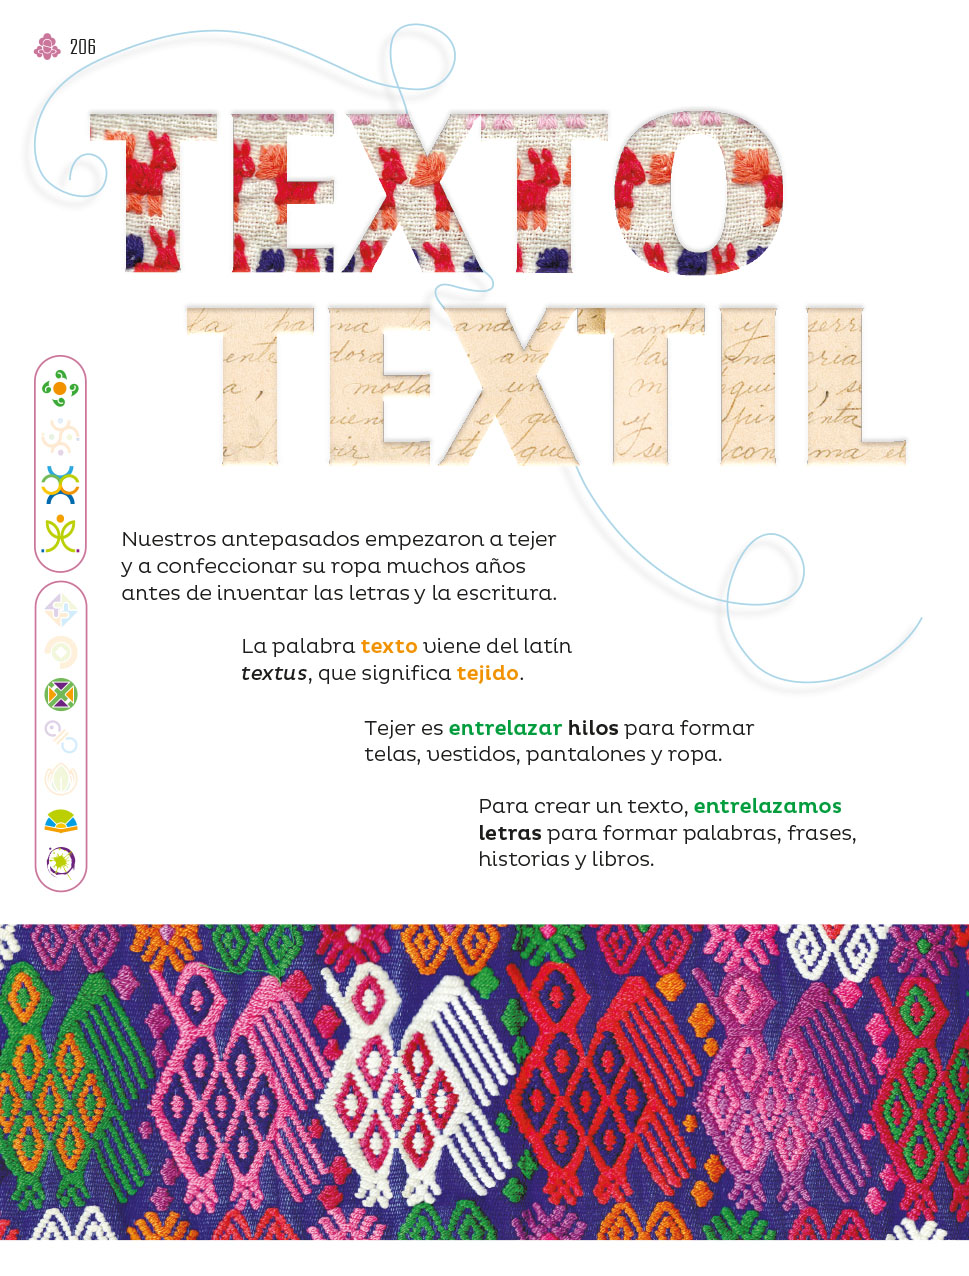 206
TEXTO
TEXTIL
Nuestros antepasados empezaron a tejer
y a confeccionar su ropa muchos años
antes de inventar las letras y la escritura.
La palabra texto viene del latín
textus, que significa tejido.
Tejer es entrelazar hilos para formar
telas, vestidos, pantalones y ropa.
Para crear un texto, entrelazamos
letras para formar palabras, frases,
historias y libros.